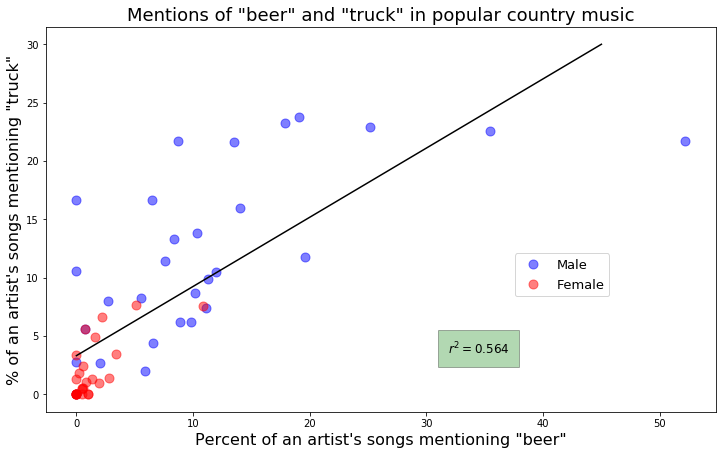 Mentions of "beer" and "truck" in popular country music
% of an artist's songs mentioning "truck"
30
25
20
15
10
5
0
Male
Female
r² = 0.564
0 10 20 30 40 50
Percent of an artist's songs mentioning "beer"